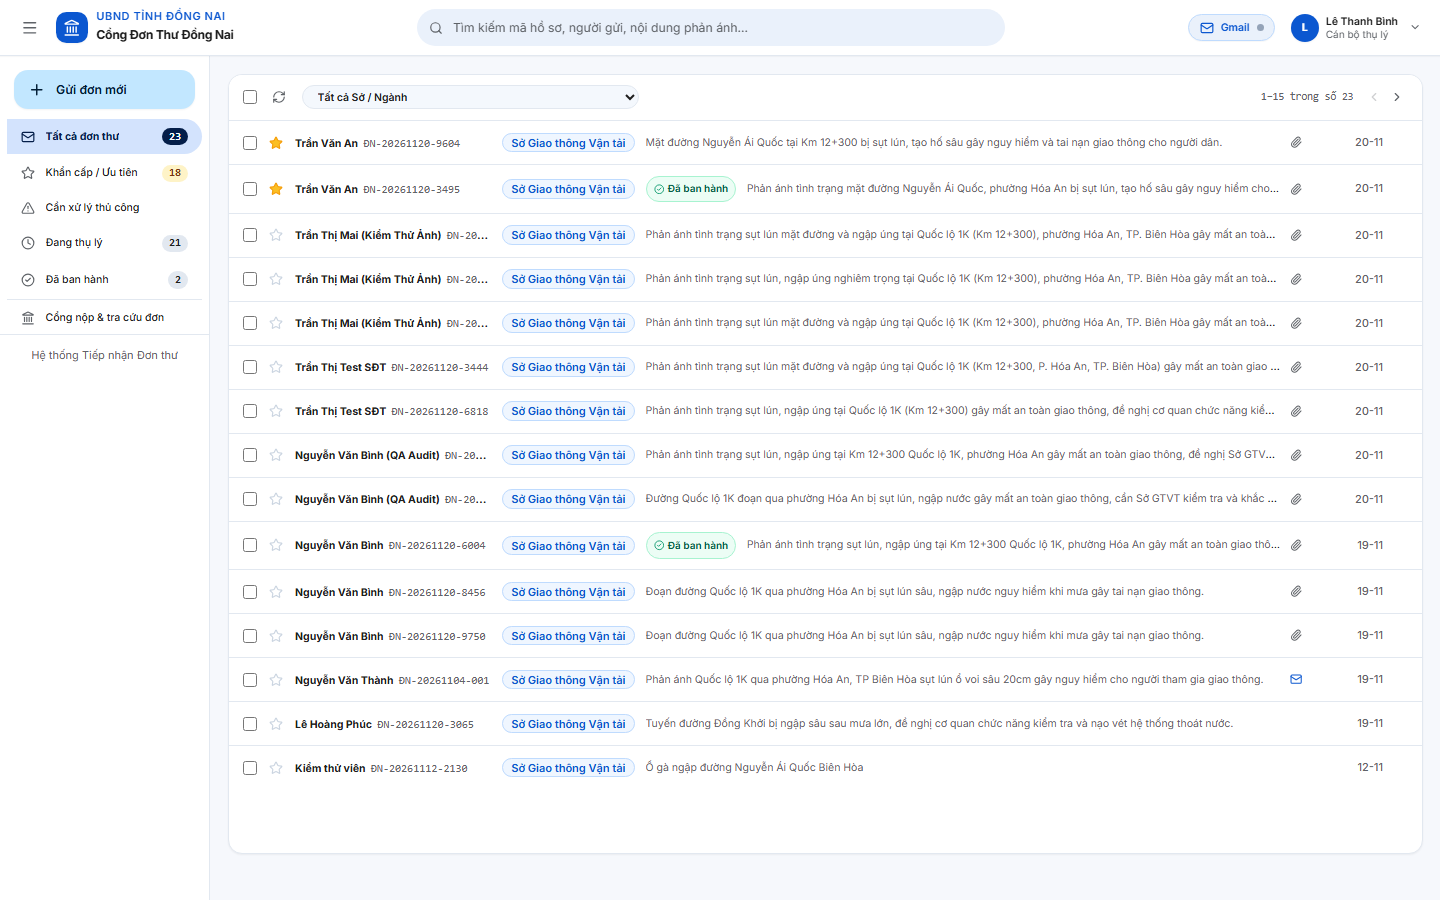 UBND TỈNH ĐỒNG NAI
Cổng Đơn Thư Đồng Nai
Tìm kiếm mã hồ sơ, người gửi, nội dung phản ánh...
Gmail
L
Lê Thanh Bình
Cán bộ thụ lý
Gửi đơn mới
Tất cả đơn thư 23
Khẩn cấp / Ưu tiên 18
Cần xử lý thủ công
Đang thụ lý 21
Đã ban hành 2
Cổng nộp & tra cứu đơn
Hệ thống Tiếp nhận Đơn thư
Tất cả Sở / Ngành
1–15 trong số 23
Trần Văn An ĐN-20261120-9604 Sở Giao thông Vận tải Mặt đường Nguyễn Ái Quốc tại Km 12+300 bị sụt lún, tạo hố sâu gây nguy hiểm và tai nạn giao thông cho người dân. 20-11
Trần Văn An ĐN-20261120-3495 Sở Giao thông Vận tải Đã ban hành Phản ánh tình trạng mặt đường Nguyễn Ái Quốc, phường Hóa An bị sụt lún, tạo hố sâu gây nguy hiểm cho... 20-11
Trần Thị Mai (Kiểm Thử Ảnh) ĐN-20... Sở Giao thông Vận tải Phản ánh tình trạng sụt lún mặt đường và ngập úng tại Quốc lộ 1K (Km 12+300), phường Hóa An, TP. Biên Hòa gây mất an toà... 20-11
Trần Thị Mai (Kiểm Thử Ảnh) ĐN-20... Sở Giao thông Vận tải Phản ánh tình trạng sụt lún, ngập úng nghiêm trọng tại Quốc lộ 1K (Km 12+300), phường Hóa An, TP. Biên Hòa gây mất an toà... 20-11
Trần Thị Mai (Kiểm Thử Ảnh) ĐN-20... Sở Giao thông Vận tải Phản ánh tình trạng sụt lún mặt đường và ngập úng tại Quốc lộ 1K (Km 12+300), phường Hóa An, TP. Biên Hòa gây mất an toà... 20-11
Trần Thị Test SĐT ĐN-20261120-3444 Sở Giao thông Vận tải Phản ánh tình trạng sụt lún mặt đường và ngập úng tại Quốc lộ 1K (Km 12+300, P. Hóa An, TP. Biên Hòa) gây mất an toàn giao ... 20-11
Trần Thị Test SĐT ĐN-20261120-6818 Sở Giao thông Vận tải Phản ánh tình trạng sụt lún, ngập úng tại Quốc lộ 1K (Km 12+300) gây mất an toàn giao thông, đề nghị cơ quan chức năng kiể... 20-11
Nguyễn Văn Bình (QA Audit) ĐN-20... Sở Giao thông Vận tải Phản ánh tình trạng sụt lún, ngập úng tại Km 12+300 Quốc lộ 1K, phường Hóa An gây mất an toàn giao thông, đề nghị Sở GTV... 20-11
Nguyễn Văn Bình (QA Audit) ĐN-20... Sở Giao thông Vận tải Đường Quốc lộ 1K đoạn qua phường Hóa An bị sụt lún, ngập nước gây mất an toàn giao thông, cần Sở GTVT kiểm tra và khắc ... 20-11
Nguyễn Văn Bình ĐN-20261120-6004 Sở Giao thông Vận tải Đã ban hành Phản ánh tình trạng sụt lún, ngập úng tại Km 12+300 Quốc lộ 1K, phường Hóa An gây mất an toàn giao thô... 19-11
Nguyễn Văn Bình ĐN-20261120-8456 Sở Giao thông Vận tải Đoạn đường Quốc lộ 1K qua phường Hóa An bị sụt lún sâu, ngập nước nguy hiểm khi mưa gây tai nạn giao thông. 19-11
Nguyễn Văn Bình ĐN-20261120-9750 Sở Giao thông Vận tải Đoạn đường Quốc lộ 1K qua phường Hóa An bị sụt lún sâu, ngập nước nguy hiểm khi mưa gây tai nạn giao thông. 19-11
Nguyễn Văn Thành ĐN-20261104-001 Sở Giao thông Vận tải Phản ánh Quốc lộ 1K qua phường Hóa An, TP Biên Hòa sụt lún ổ voi sâu 20cm gây nguy hiểm cho người tham gia giao thông. 19-11
Lê Hoàng Phúc ĐN-20261120-3065 Sở Giao thông Vận tải Tuyến đường Đồng Khởi bị ngập sâu sau mưa lớn, đề nghị cơ quan chức năng kiểm tra và nạo vét hệ thống thoát nước. 19-11
Kiểm thử viên ĐN-20261112-2130 Sở Giao thông Vận tải Ổ gà ngập đường Nguyễn Ái Quốc Biên Hòa 12-11